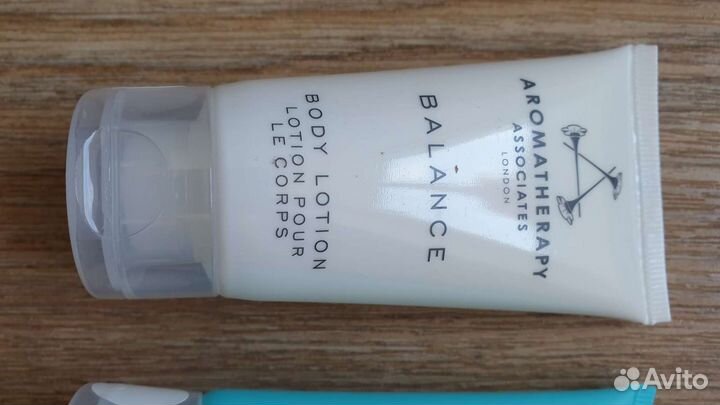 AROMATHERAPY
ASSOCIATES
LONDON
BALANCE
BODY LOTION
LOTION POUR
LE CORPS
Avito